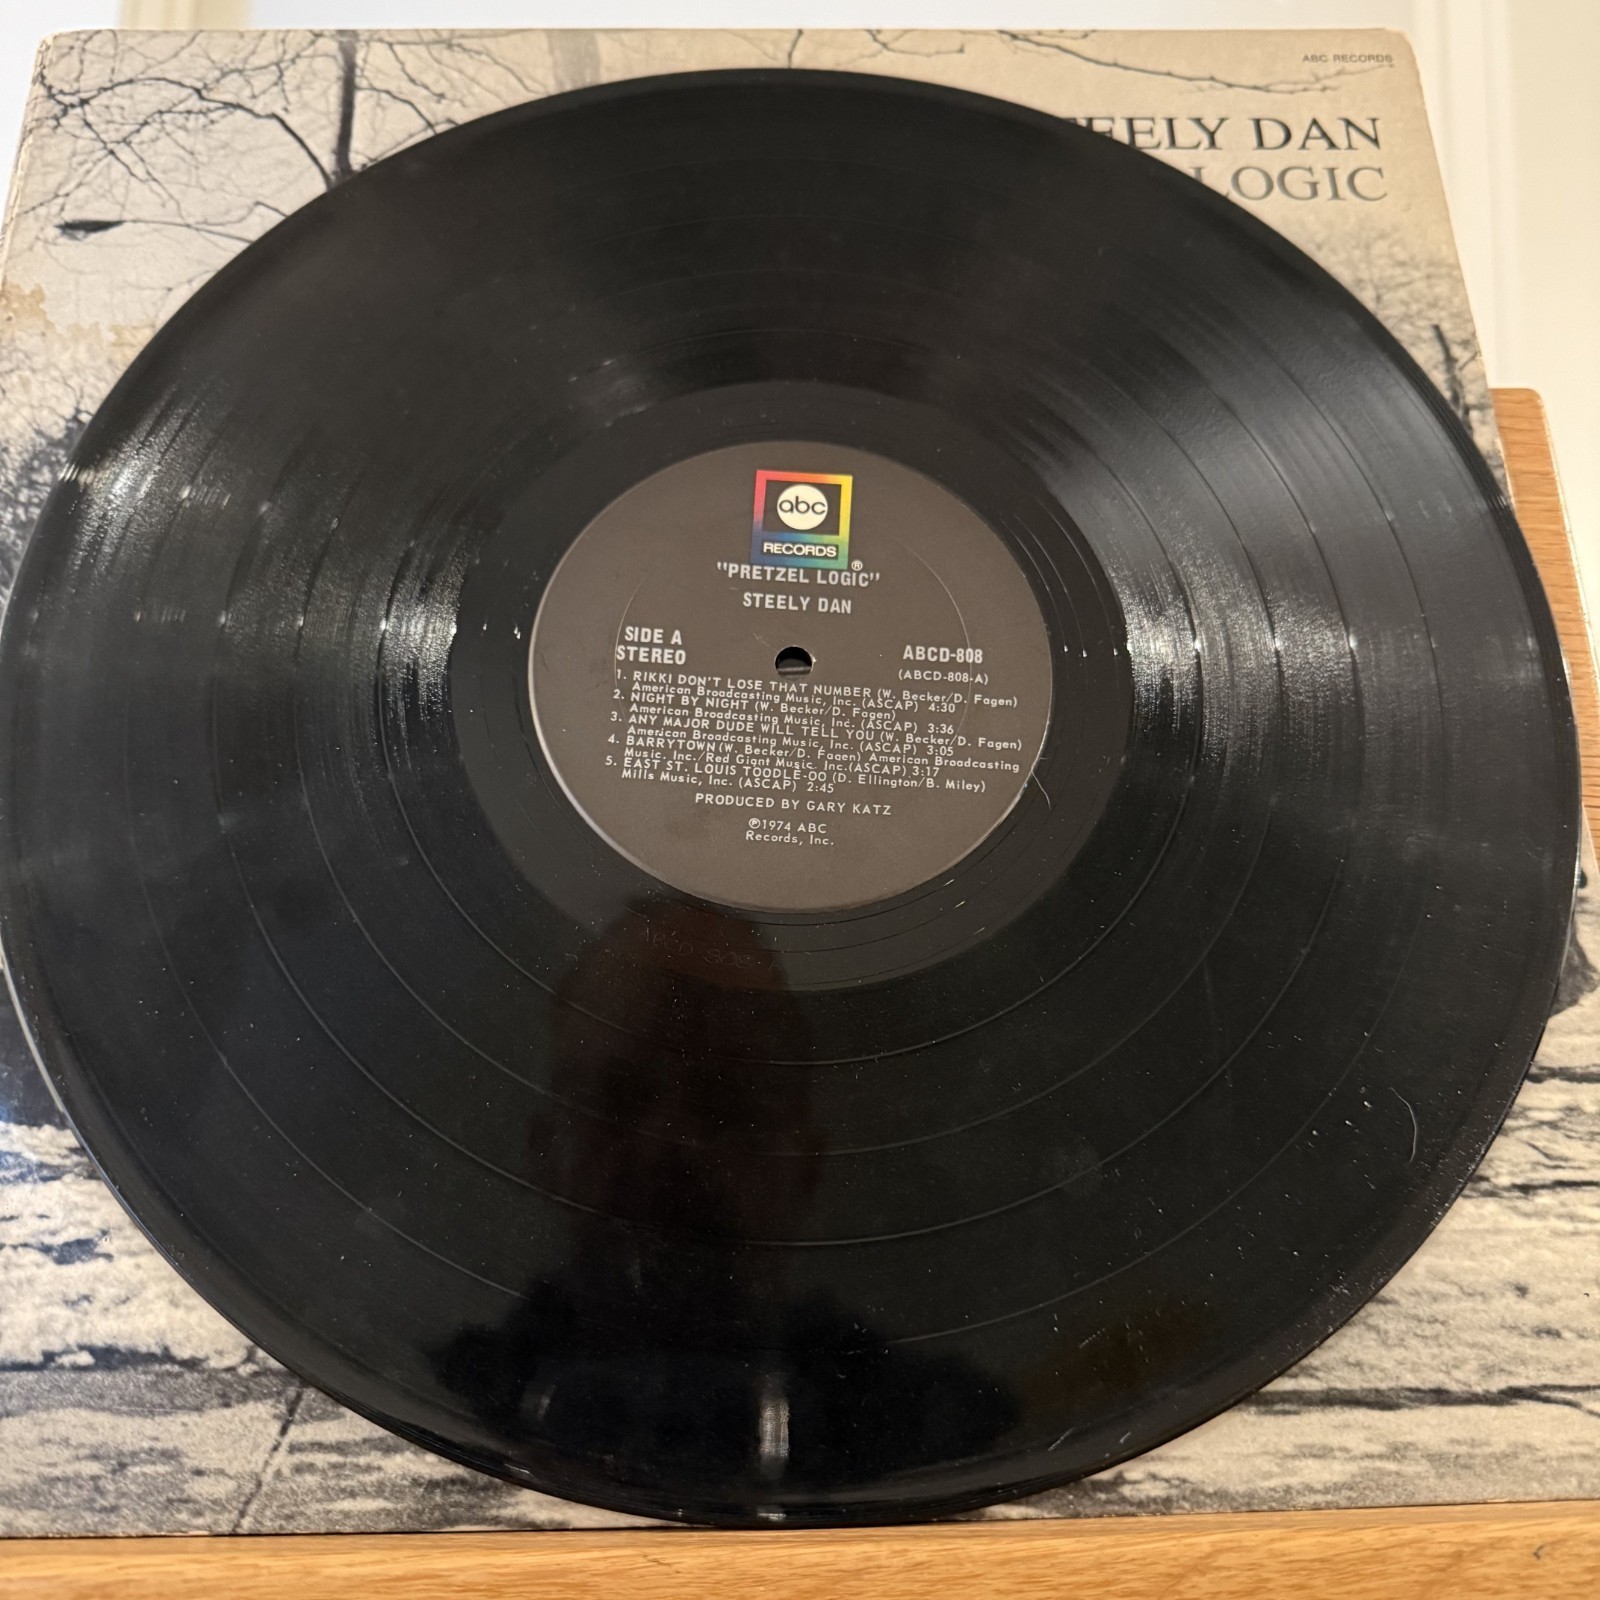 ABC RECORDS
EELY DAN
LOGIC
abc
RECORDS
®
"PRETZEL LOGIC"
STEELY DAN
SIDE A
STEREO
ABCD-808
(ABCD-808-A)
1. RIKKI DON'T LOSE THAT NUMBER (W. Becker/D. Fagen)
American Broadcasting Music, Inc. (ASCAP) 4:30
2. NIGHT BY NIGHT (W. Becker/D. Fagen)
American Broadcasting Music, Inc. (ASCAP) 3:36
3. ANY MAJOR DUDE WILL TELL YOU (W. Becker/D. Fagen)
American Broadcasting Music, Inc. (ASCAP) 3:05
4. BARRYTOWN (W. Becker/D. Fagen) American Broadcasting
Music, Inc./Red Giant Music, Inc. (ASCAP) 3:17
5. EAST ST. LOUIS TOODLE-OO (D. Ellington/B. Miley)
Mills Music, Inc. (ASCAP) 2:45
PRODUCED BY GARY KATZ
℗1974 ABC
Records, Inc.
ABCD-808